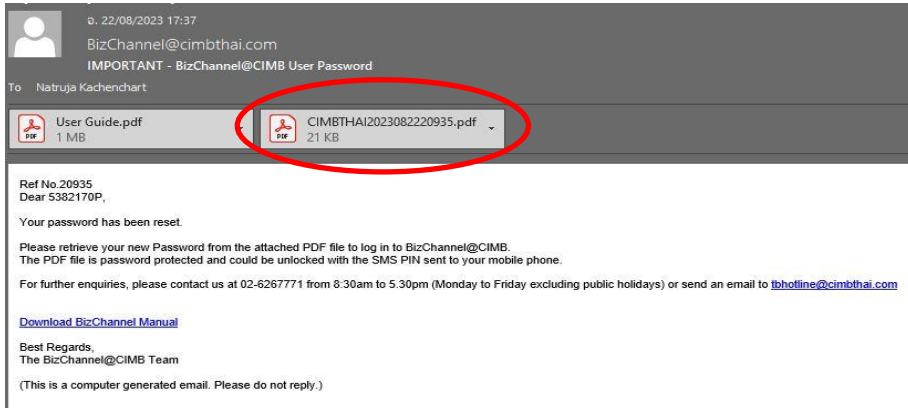 อ. 22/08/2023 17:37
BizChannel@cimbthai.com
IMPORTANT - BizChannel@CIMB User Password
To Natruja Kachenchart
User Guide.pdf
1 MB
CIMBTHAI2023082220935.pdf
21 KB
Ref No.20935
Dear 5382170P,
Your password has been reset.
Please retrieve your new Password from the attached PDF file to log in to BizChannel@CIMB.
The PDF file is password protected and could be unlocked with the SMS PIN sent to your mobile phone.
For further enquiries, please contact us at 02-6267771 from 8:30am to 5.30pm (Monday to Friday excluding public holidays) or send an email to tbhotline@cimbthai.com
Download BizChannel Manual
Best Regards,
The BizChannel@CIMB Team
(This is a computer generated email. Please do not reply.)